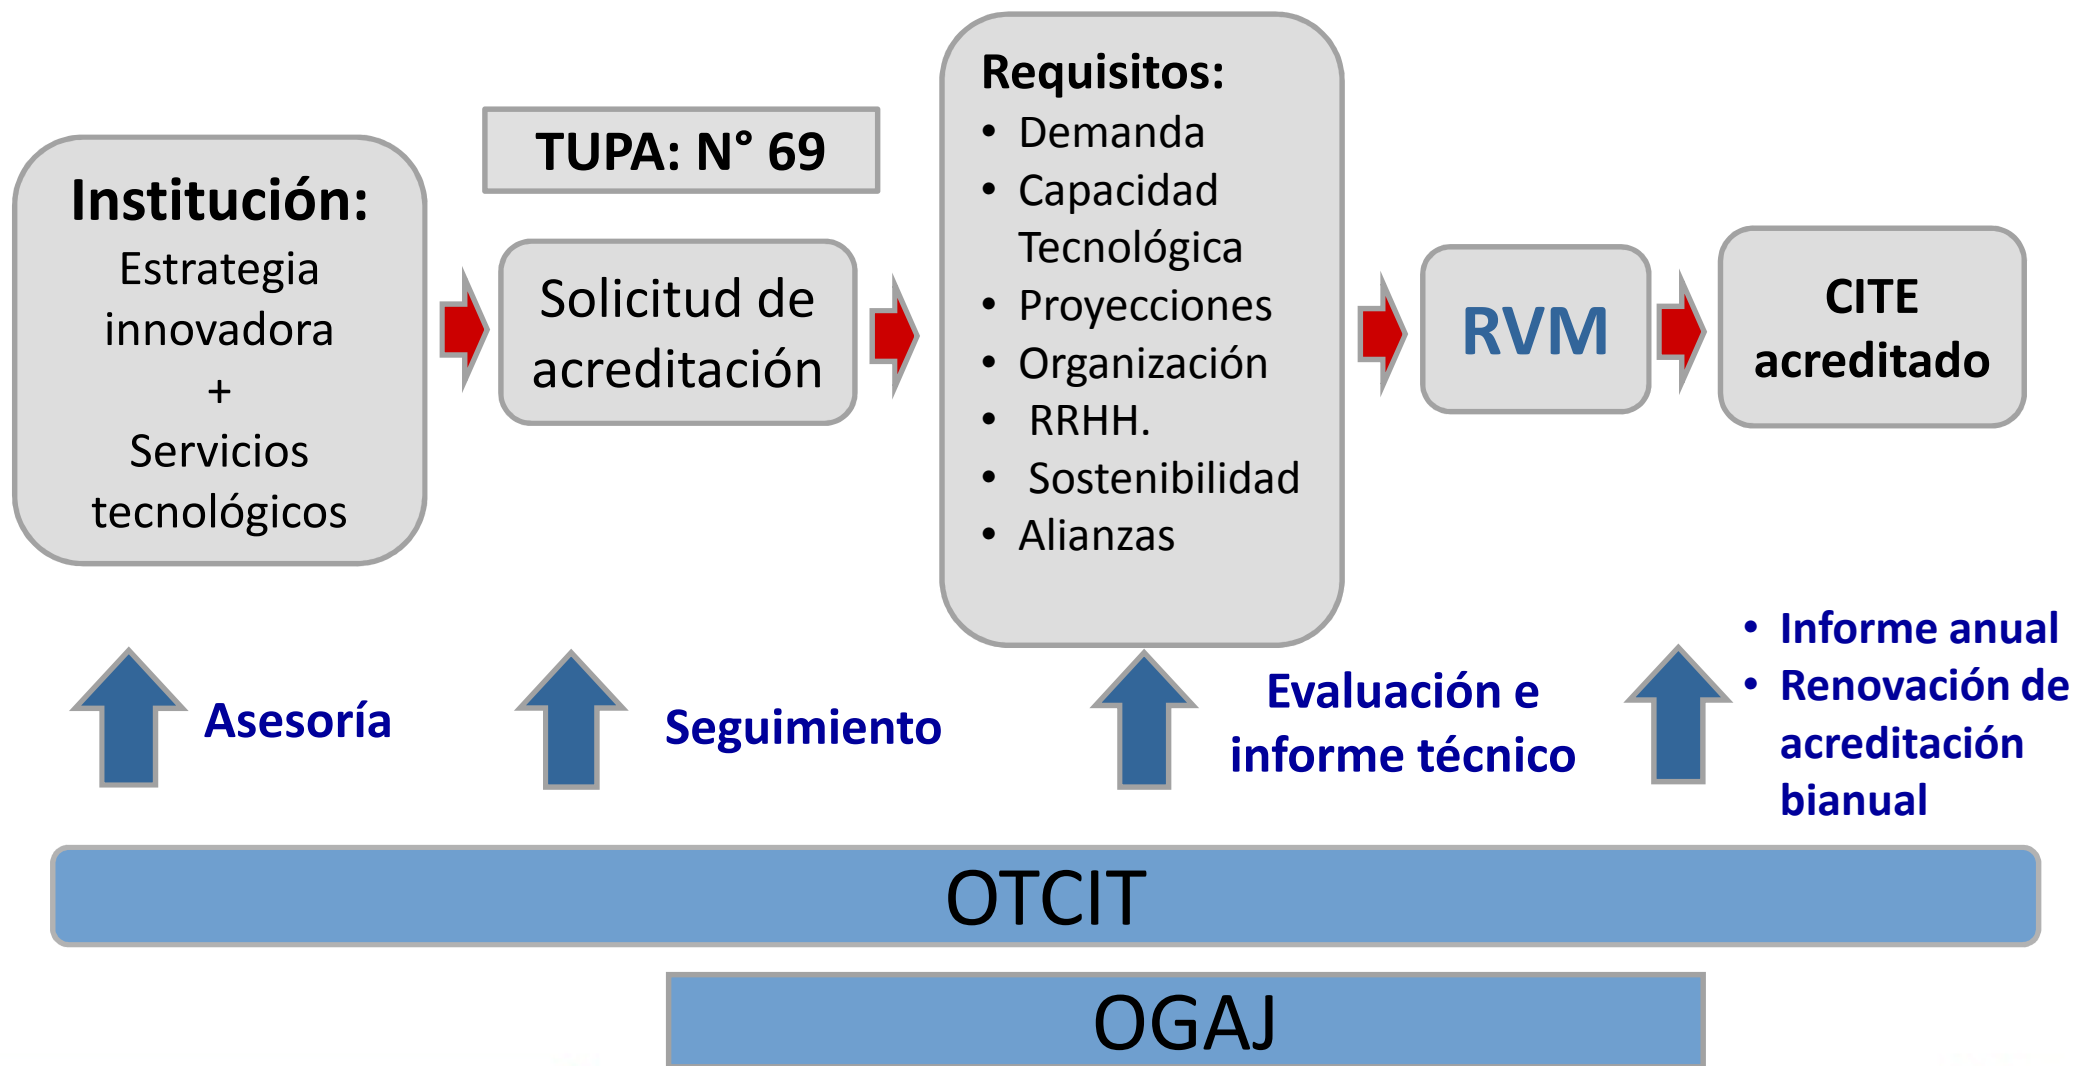 Institución:
Estrategia
innovadora
+
Servicios
tecnológicos
TUPA: N° 69
Solicitud de
acreditación
Requisitos:
• Demanda
• Capacidad
Tecnológica
• Proyecciones
• Organización
• RRHH.
• Sostenibilidad
• Alianzas
RVM
CITE
acreditado
Asesoría
Seguimiento
Evaluación e
informe técnico
• Informe anual
• Renovación de
acreditación
bianual
OTCIT
OGAJ